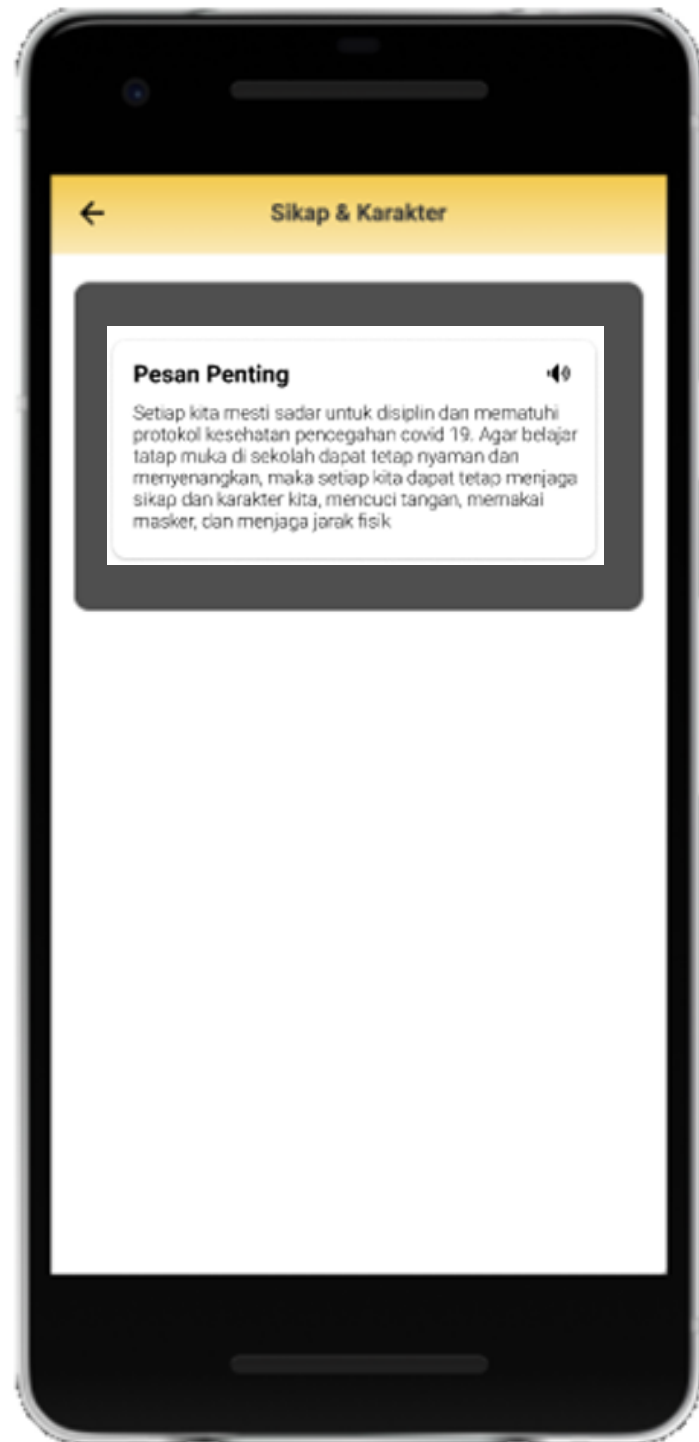 Sikap & Karakter
Pesan Penting
Setiap kita mesti sadar untuk disiplin dan mematuhi
protokol kesehatan pencegahan covid 19. Agar belajar
tatap muka di sekolah dapat tetap nyaman dan
menyenangkan, maka setiap kita dapat tetap menjaga
sikap dan karakter kita, mencuci tangan, memakai
masker, dan menjaga jarak fisik